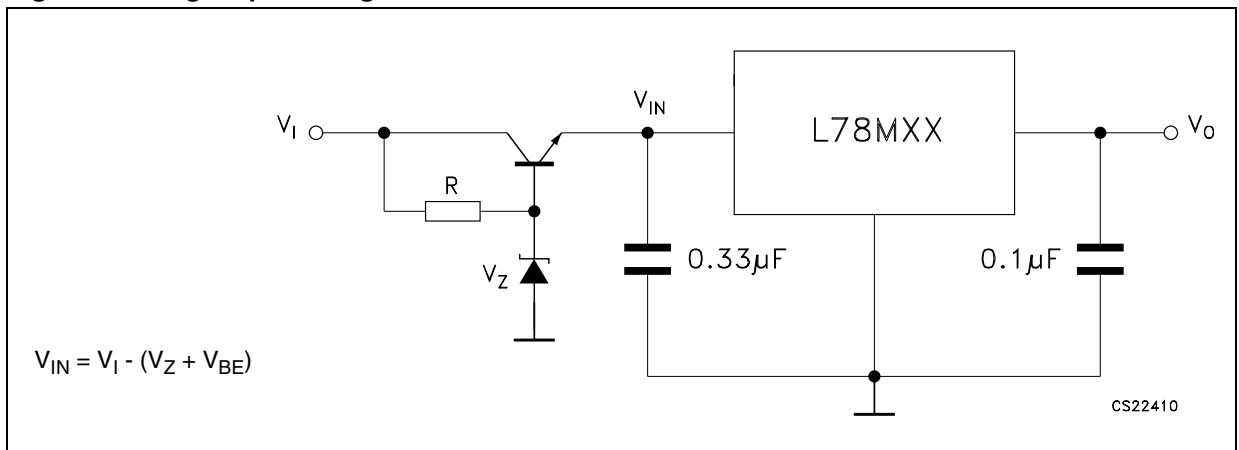 V_I
V_IN
L78MXX
V_O
R
V_Z
0.33µF
0.1µF
V_IN = V_I - (V_Z + V_BE)
CS22410